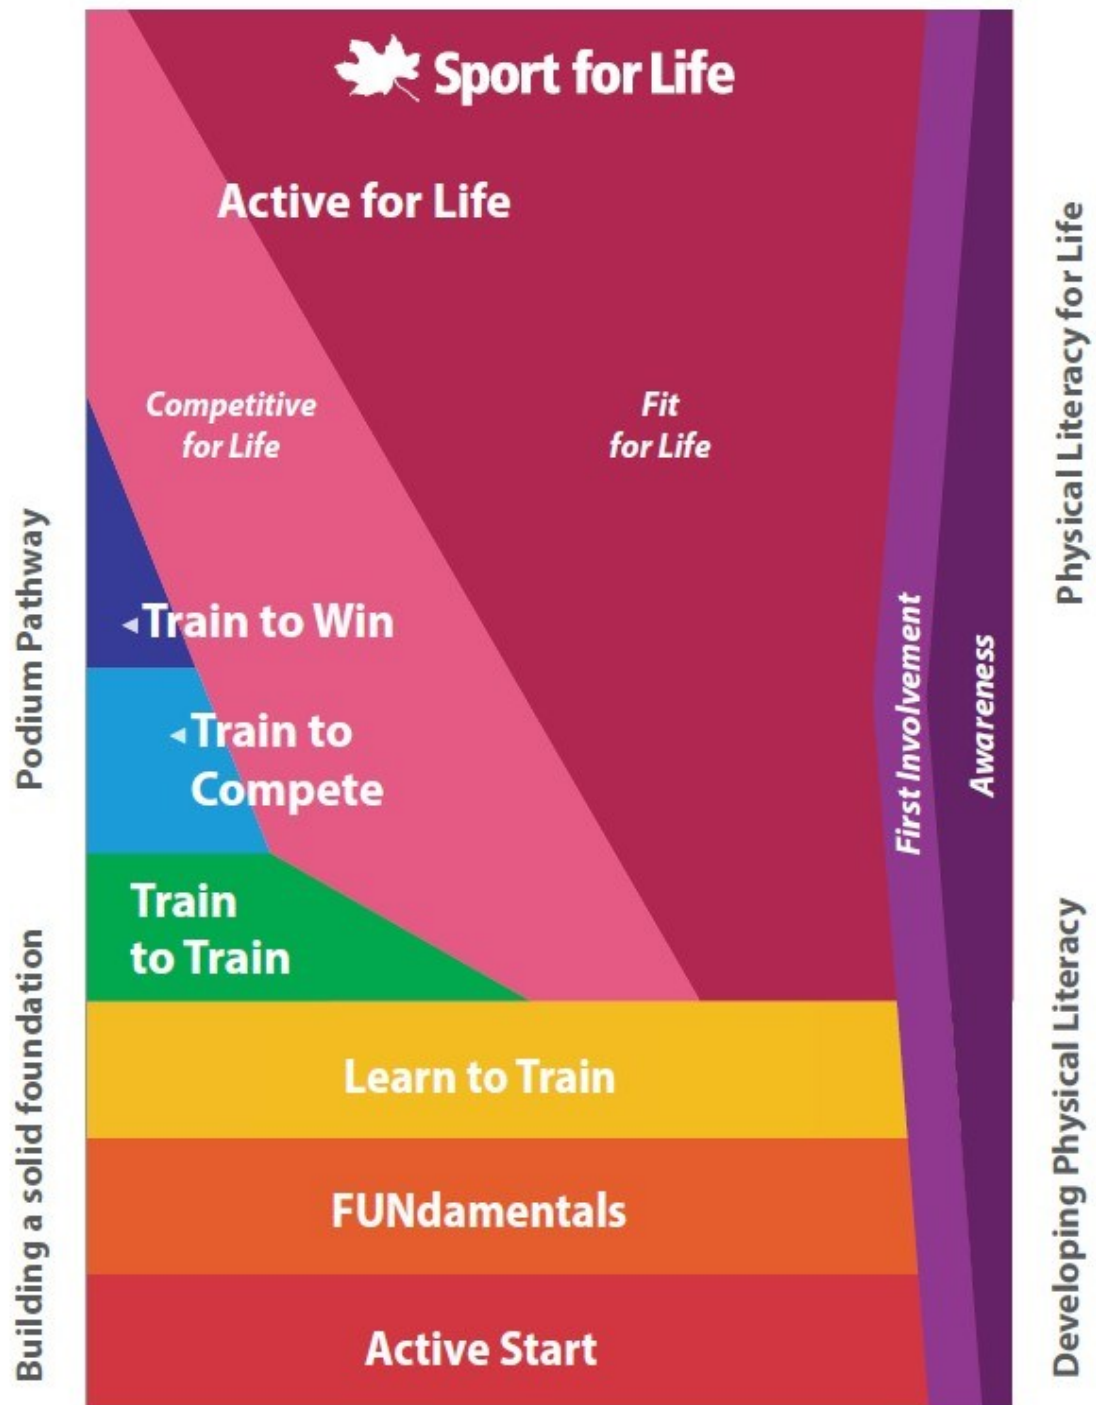 Sport for Life
Active for Life
Competitive
for Life
Fit
for Life
Train to Win
Train to
Compete
Train
to Train
Learn to Train
FUNdamentals
Active Start
Podium Pathway
Building a solid foundation
First Involvement
Awareness
Physical Literacy for Life
Developing Physical Literacy